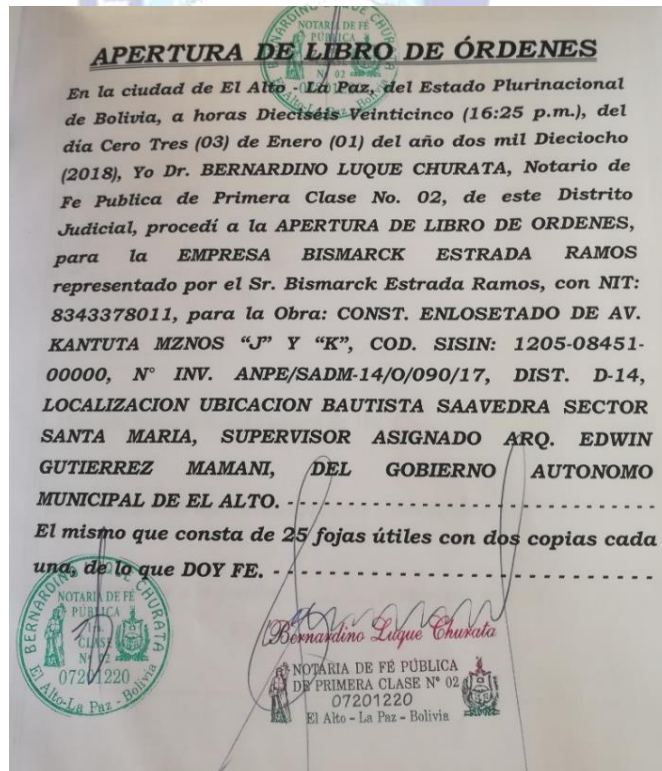 APERTURA DE LIBRO DE ÓRDENES
En la ciudad de El Alto - La Paz, del Estado Plurinacional
de Bolivia, a horas Dieciséis Veinticinco (16:25 p.m.), del
día Cero Tres (03) de Enero (01) del año dos mil Dieciocho
(2018), Yo Dr. BERNARDINO LUQUE CHURATA, Notario de
Fe Publica de Primera Clase No. 02, de este Distrito
Judicial, procedí a la APERTURA DE LIBRO DE ORDENES,
para la EMPRESA BISMARCK ESTRADA RAMOS
representado por el Sr. Bismarck Estrada Ramos, con NIT:
8343378011, para la Obra: CONST. ENLOSETADO DE AV.
KANTUTA MZNOS “J” Y “K”, COD. SISIN: 1205-08451-
00000, N° INV. ANPE/SADM-14/O/090/17, DIST. D-14,
LOCALIZACION UBICACION BAUTISTA SAAVEDRA SECTOR
SANTA MARIA, SUPERVISOR ASIGNADO ARQ. EDWIN
GUTIERREZ MAMANI, DEL GOBIERNO AUTONOMO
MUNICIPAL DE EL ALTO. - - - - - - - - - - - - - - - - - - - - - - - - - - - - -
El mismo que consta de 25 fojas útiles con dos copias cada
una, de lo que DOY FE. - - - - - - - - - - - - - - - - - - - - - - - - - - - - - -
BERNARDINO LUQUE CHURATA
NOTARIA DE FE
PÚBLICA
1A.
CLASE
Nº 02
07201220
El Alto-La Paz - Bolivia
Bernardino Luque Churata
NOTARIA DE FE PÚBLICA
DE PRIMERA CLASE Nº 02
07201220
El Alto - La Paz - Bolivia